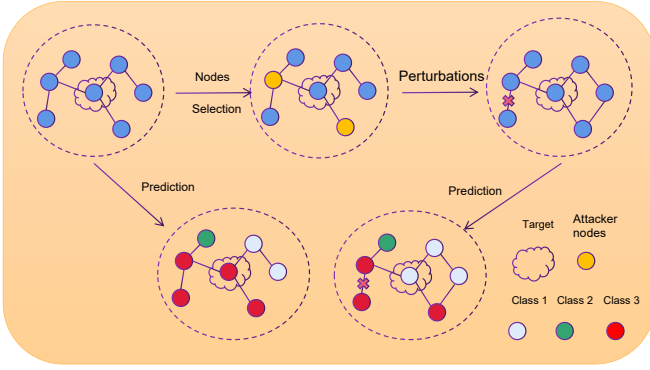 Nodes
Selection
Perturbations
Prediction
Prediction
Target
Attacker
nodes
Class 1
Class 2
Class 3